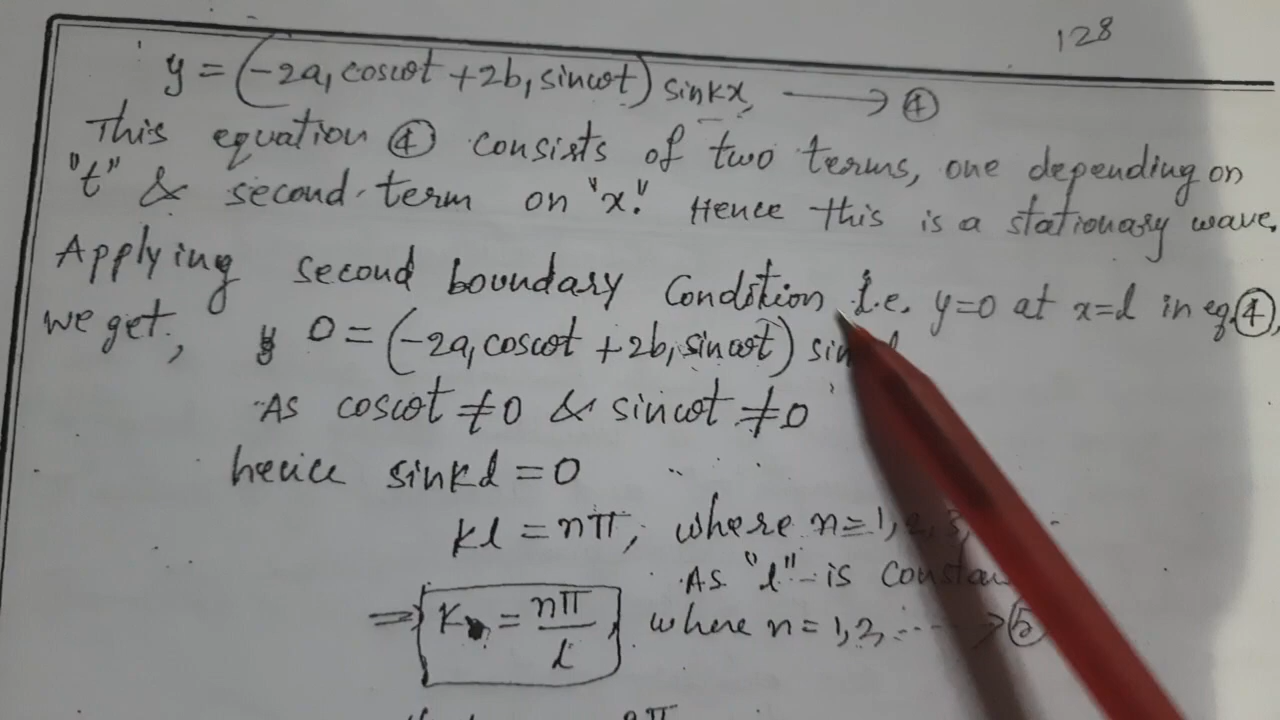 128
y = (-2a₁ cosωt + 2b₁ sinωt) sinkx, → ④
This equation ④ consists of two terms, one depending on
"t" & second term on "x". Hence this is a stationary wave.
Applying second boundary Condition i.e. y=0 at x=l in eq. ④,
we get,
0 = (-2a₁ cosωt + 2b₁ sinωt) sin
As cosωt ≠ 0 & sinωt ≠ 0
hence sinkl = 0
kl = nπ, where n = 1, 2, 3,
As "l" is
⇒ K = nπ/l where n = 1, 2, ---- → ⑤